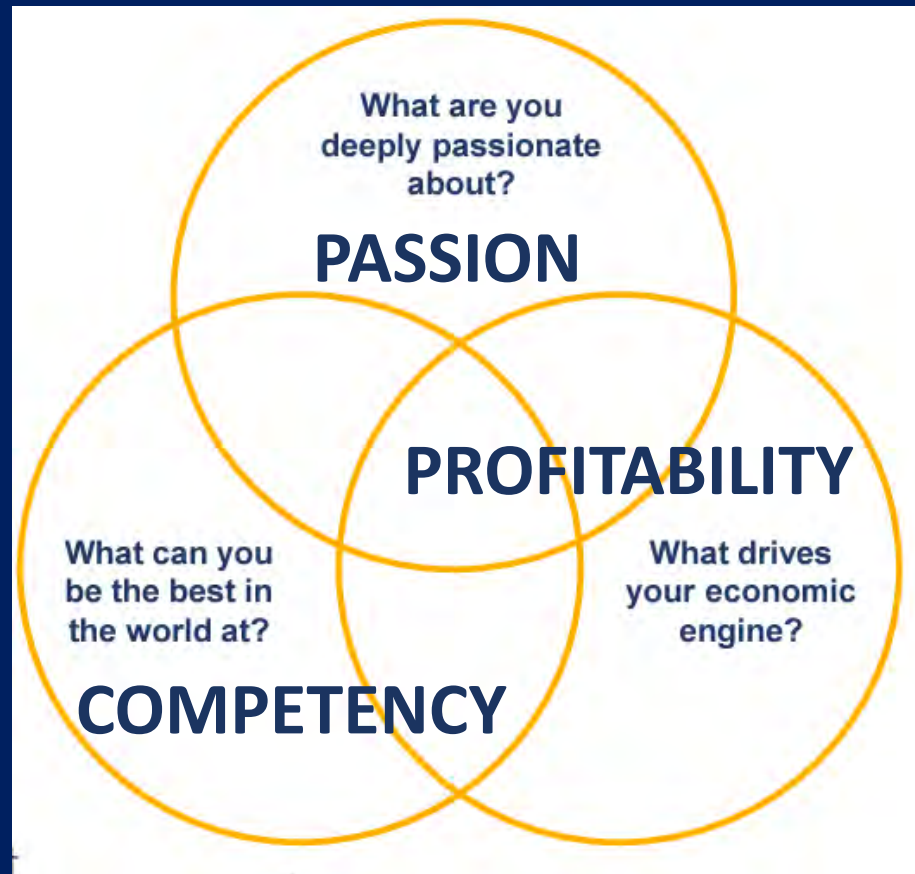 What are you
deeply passionate
about?
PASSION
PROFITABILITY
What can you
be the best in
the world at?
What drives
your economic
engine?
COMPETENCY